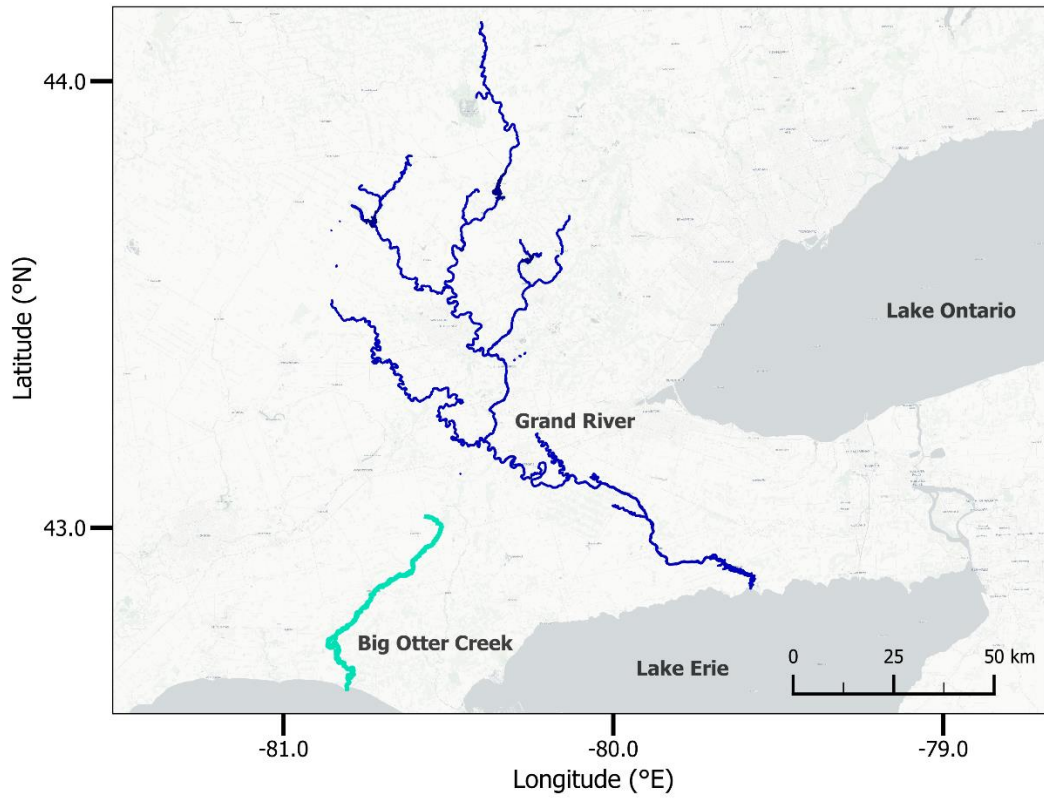 44.0
Latitude (°N)
Lake Ontario
Grand River
43.0
Big Otter Creek
Lake Erie
0 25 50 km
-81.0 -80.0 -79.0
Longitude (°E)